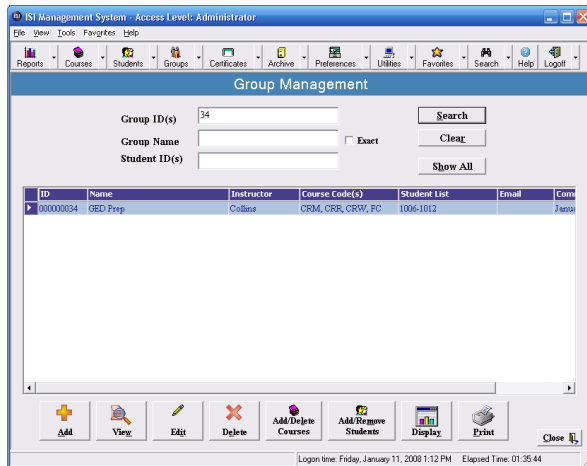 ISI Management System - Access Level: Administrator
File View Tools Favorites Help
Reports Courses Students Groups Certificates Archive Preferences Utilities Favorites Search Help Logoff
Group Management
Group ID(s) 34 Search
Group Name Exact Clear
Student ID(s) Show All
ID Name Instructor Course Code(s) Student List Email Com
000000034 GED Prep Collins CRM, CRR, CRW, FC 1006-1012 Janua
Add View Edit Delete Add/Delete Courses Add/Remove Students Display Print Close
Logon time: Friday, January 11, 2008 1:12 PM Elapsed Time: 01:35:44